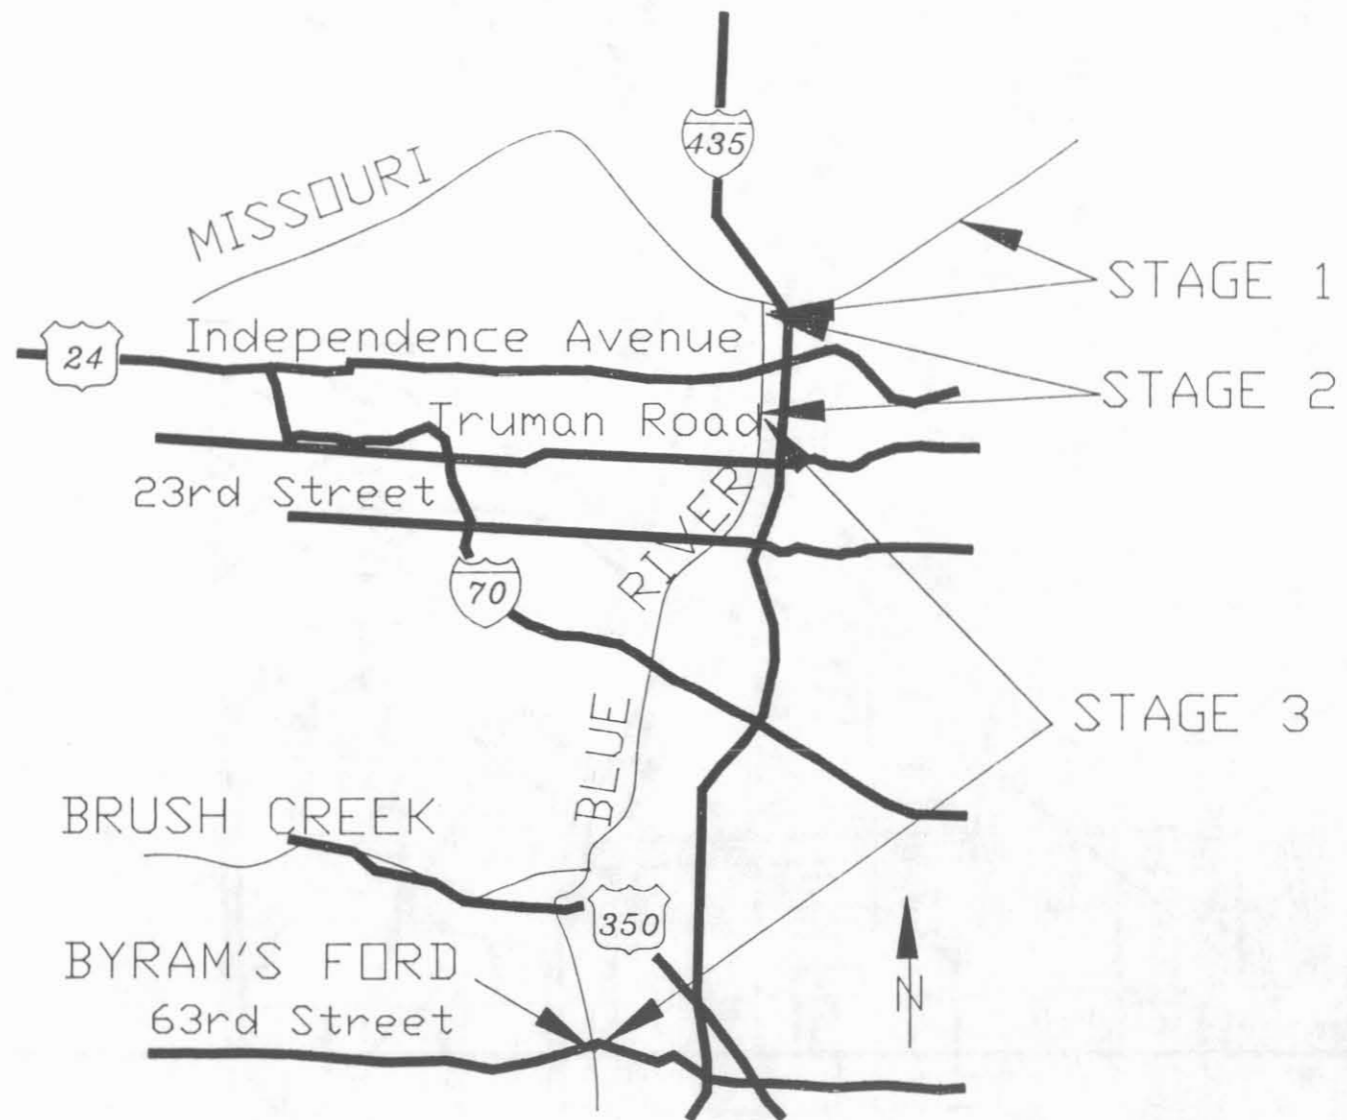 435
MISSOURI
STAGE 1
Independence Avenue
24
STAGE 2
Truman Road
23rd Street
RIVER
70
BLUE
STAGE 3
BRUSH CREEK
350
BYRAM'S FORD
63rd Street
N